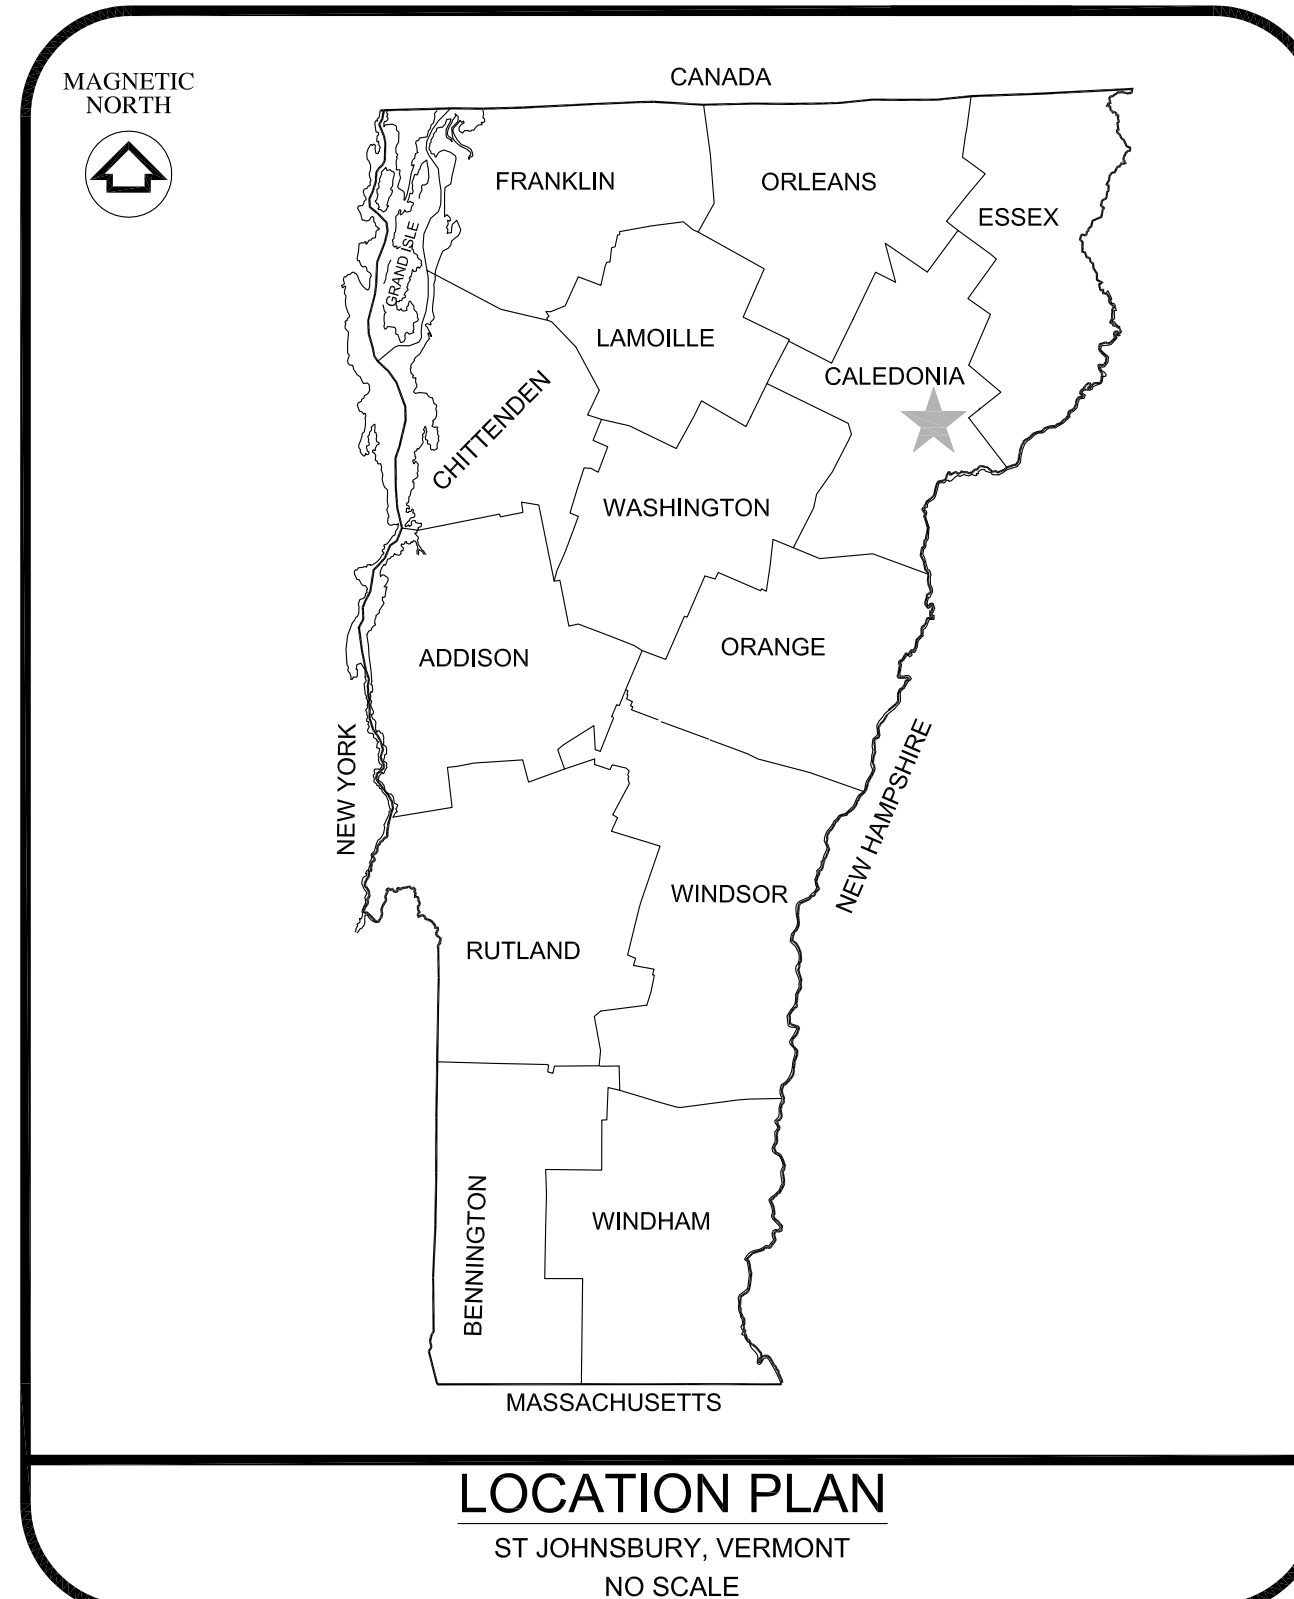 CANADA
MAGNETIC
NORTH
FRANKLIN
ORLEANS
ESSEX
GRAND ISLE
LAMOILLE
CALEDONIA
CHITTENDEN
WASHINGTON
ADDISON
ORANGE
NEW YORK
NEW HAMPSHIRE
WINDSOR
RUTLAND
BENNINGTON
WINDHAM
MASSACHUSETTS
LOCATION PLAN
ST JOHNSBURY, VERMONT
NO SCALE